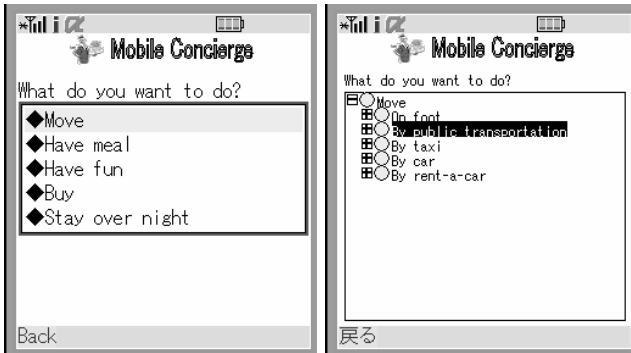 i α
Mobile Concierge
What do you want to do?
◆Move
◆Have meal
◆Have fun
◆Buy
◆Stay over night
Back
i α
Mobile Concierge
What do you want to do?
Move
On foot
By public transportation
By taxi
By car
By rent-a-car
戻る